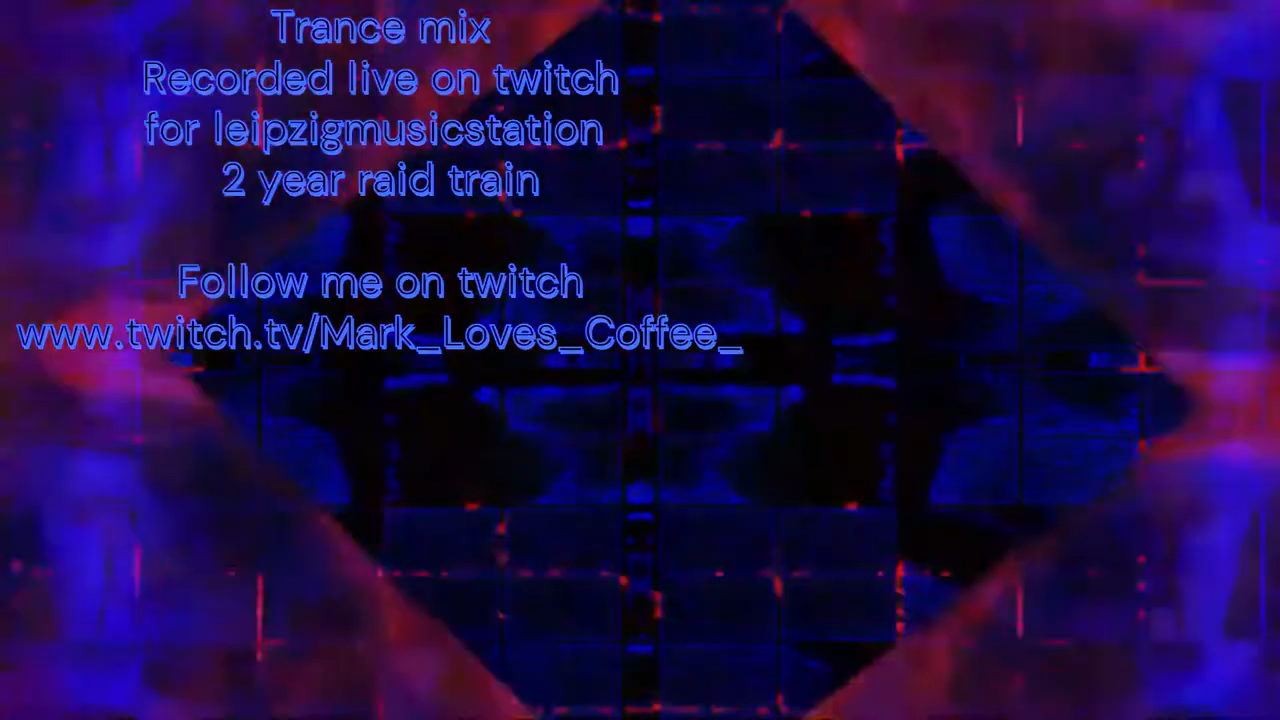 Trance mix
Recorded live on twitch
for leipzigmusicstation
2 year raid train
Follow me on twitch
www.twitch.tv/Mark_Loves_Coffee_